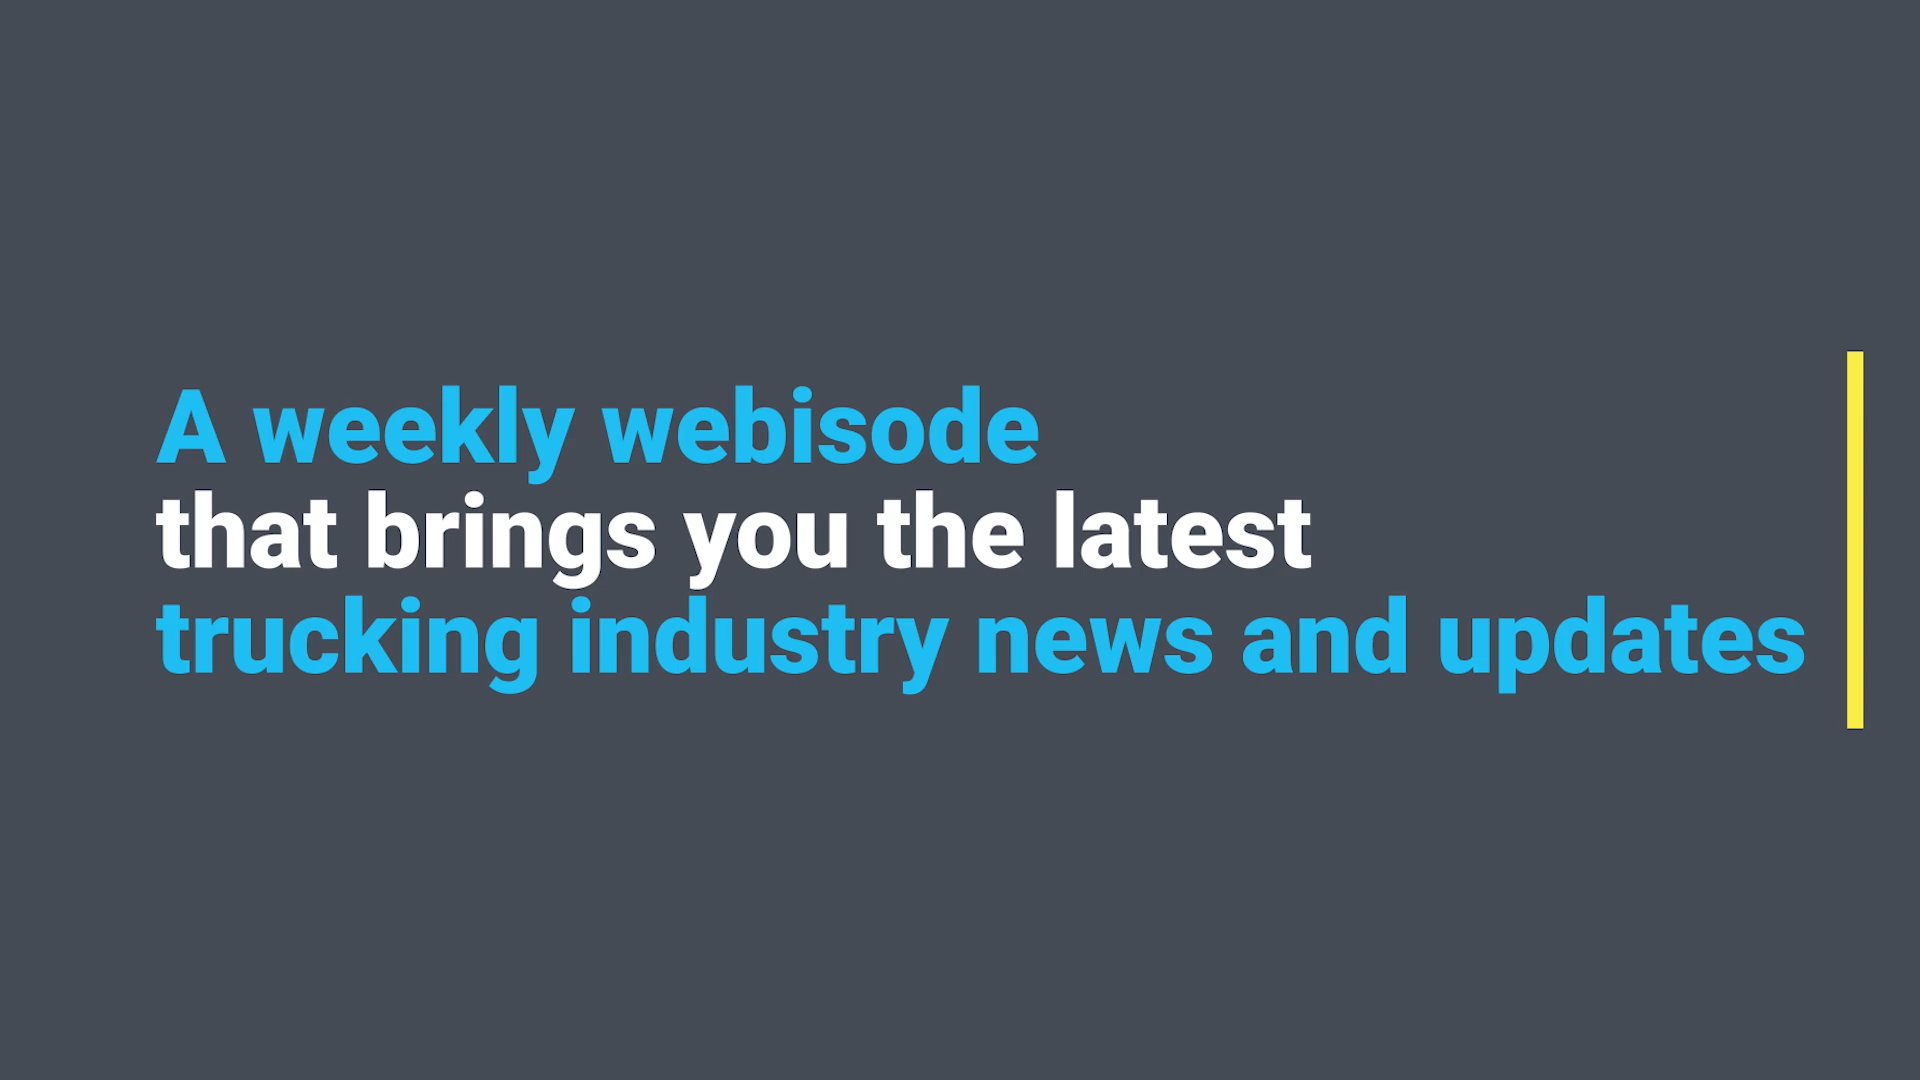 A weekly webisode
that brings you the latest
trucking industry news and updates